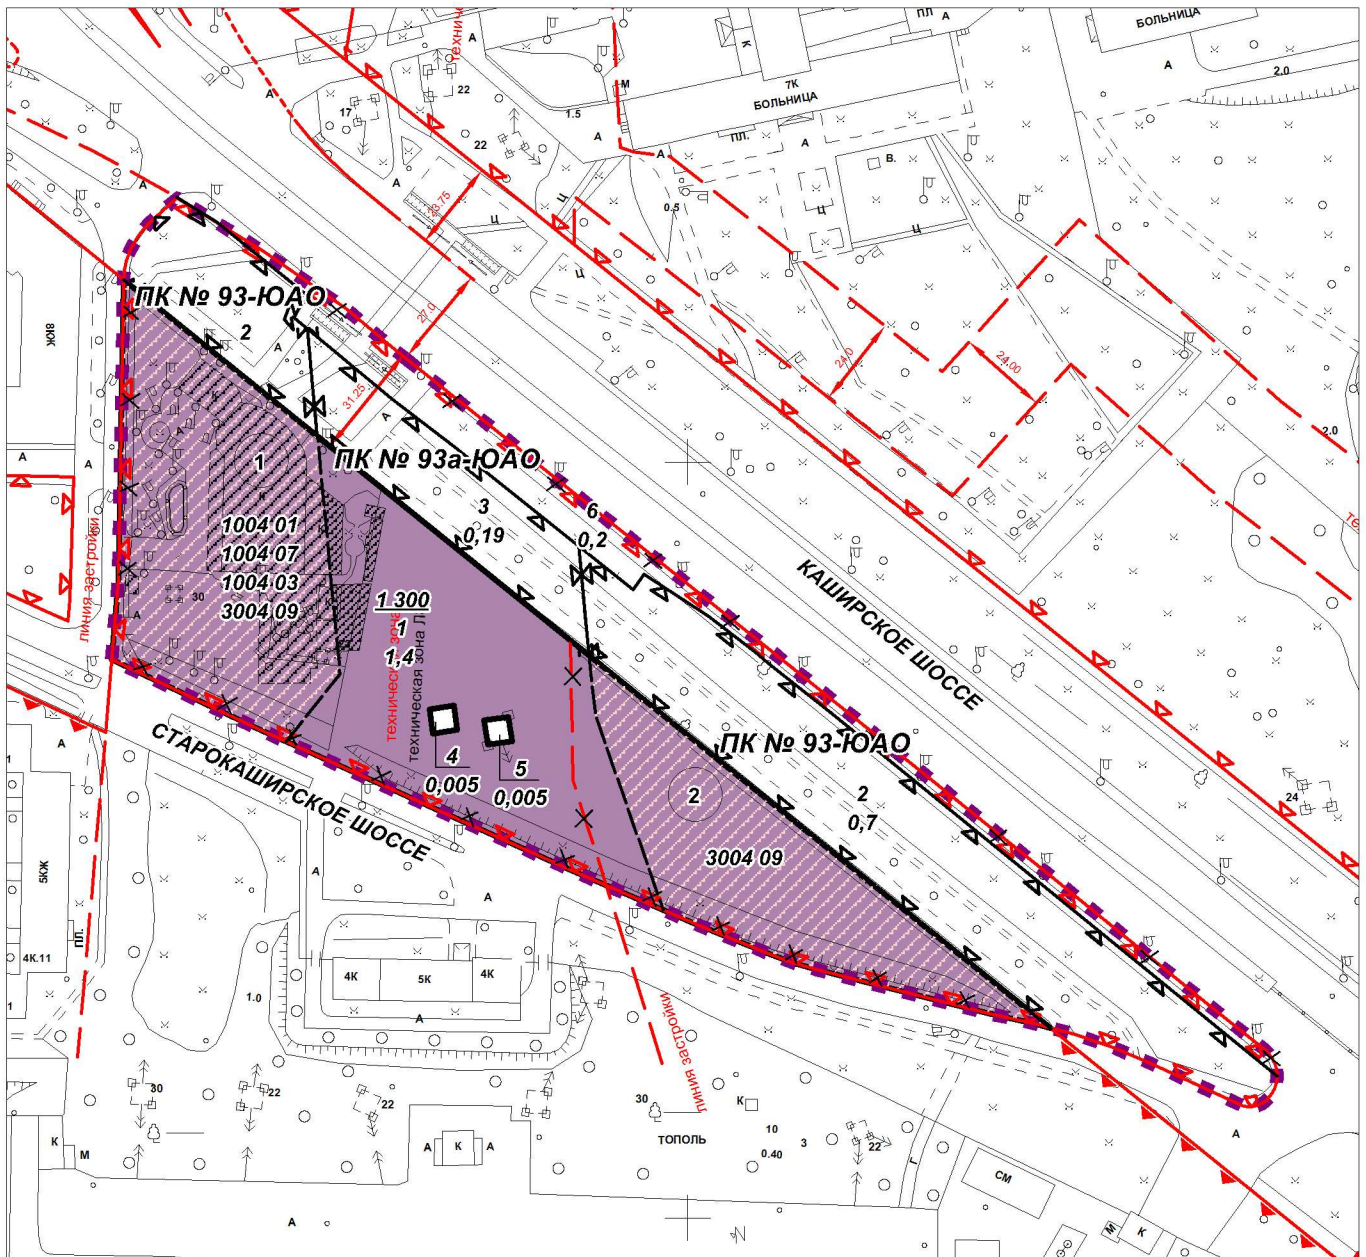 БОЛЬНИЦА
7К
БОЛЬНИЦА
ПЛ
А
К
М
1.5
ПЛ.
А
В.
22
17
22
А
2.0
23.75
Ц
0.5
Ц
Ц
27.0
24.0
24.00
31.25
2.0
8КЖ
ПК № 93-ЮАО
2
А
1
К
1004 01
1004 07
1004 03
3004 09
30
линия застройки
ПК № 93а-ЮАО
3
0,19
6
0,2
1 300
1
1,4
техническая зона
4
0,005
5
0,005
КАШИРСКОЕ ШОССЕ
СТАРОКАШИРСКОЕ ШОССЕ
ПК № 93-ЮАО
2
0,7
2
3004 09
24
5КЖ
ПЛ.
4К.11
1
1
4К
5К
4К
А
1.0
линия застройки
30
22
22
30
ТОПОЛЬ
К
10
0.40
3
22
Г
СМ
К
М
А
К
А
М
К
А
А